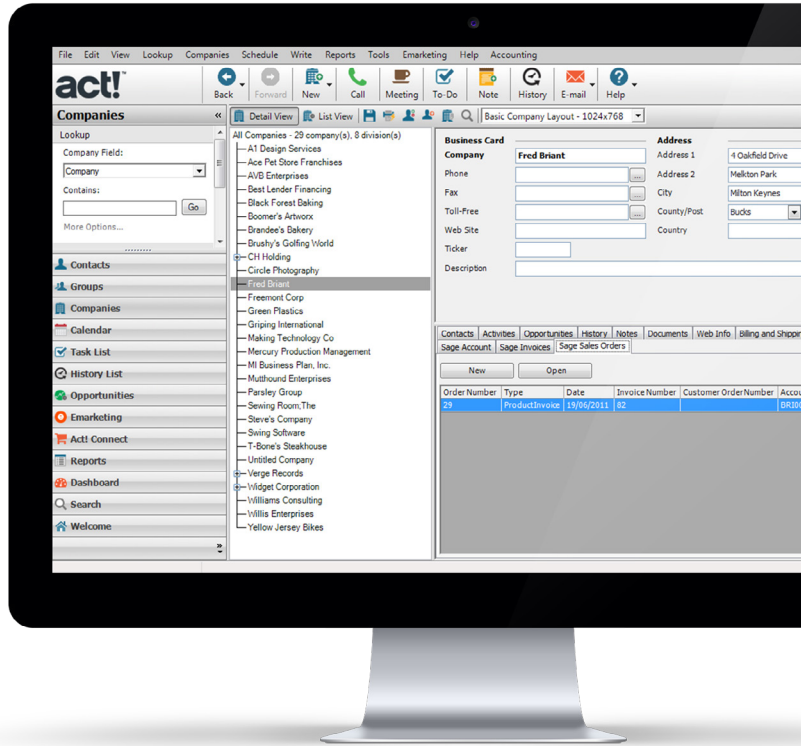 File Edit View Lookup Companies Schedule Write Reports Tools Emarketing Help Accounting
act!
Back Forward New Call Meeting To-Do Note History E-mail Help
Companies «
Detail View List View Basic Company Layout - 1024x768
Lookup
Company Field:
Company
Contains:
Go
More Options...
Contacts
Groups
Companies
Calendar
Task List
History List
Opportunities
Emarketing
Act! Connect
Reports
Dashboard
Search
Welcome
All Companies - 29 company(s), 8 division(s)
A1 Design Services
Ace Pet Store Franchises
AVB Enterprises
Best Lender Financing
Black Forest Baking
Boomer's Artworx
Brandee's Bakery
Brushy's Golfing World
CH Holding
Circle Photography
Fred Briant
Freemont Corp
Green Plastics
Griping International
Making Technology Co
Mercury Production Management
MI Business Plan, Inc.
Mutthound Enterprises
Parsley Group
Sewing Room,The
Steve's Company
Swing Software
T-Bone's Steakhouse
Untitled Company
Verge Records
Widget Corporation
Williams Consulting
Willis Enterprises
Yellow Jersey Bikes
Business Card
Company Fred Briant
Phone
Fax
Toll-Free
Web Site
Ticker
Description
Address
Address 1 4 Oakfield Drive
Address 2 Melkton Park
City Milton Keynes
County/Post Bucks
Country
Contacts Activities Opportunities History Notes Documents Web Info Billing and Shippin
Sage Account Sage Invoices Sage Sales Orders
New Open
Order Number Type Date Invoice Number Customer Order Number Accou
29 ProductInvoice 19/06/2011 82 BRI00